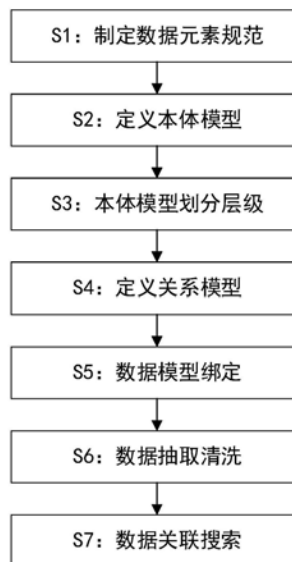 S1：制定数据元素规范
S2：定义本体模型
S3：本体模型划分层级
S4：定义关系模型
S5：数据模型绑定
S6：数据抽取清洗
S7：数据关联搜索